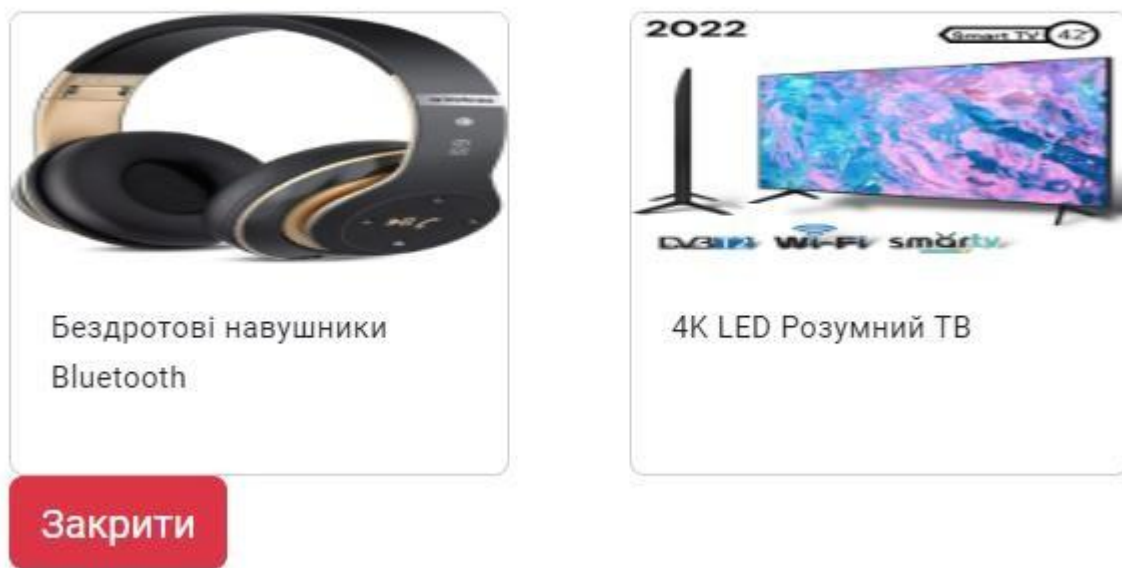 2022
Smart TV 42"
DVB T2 Wi-Fi smart tv
Бездротові навушники
Bluetooth
4K LED Розумний ТВ
Закрити